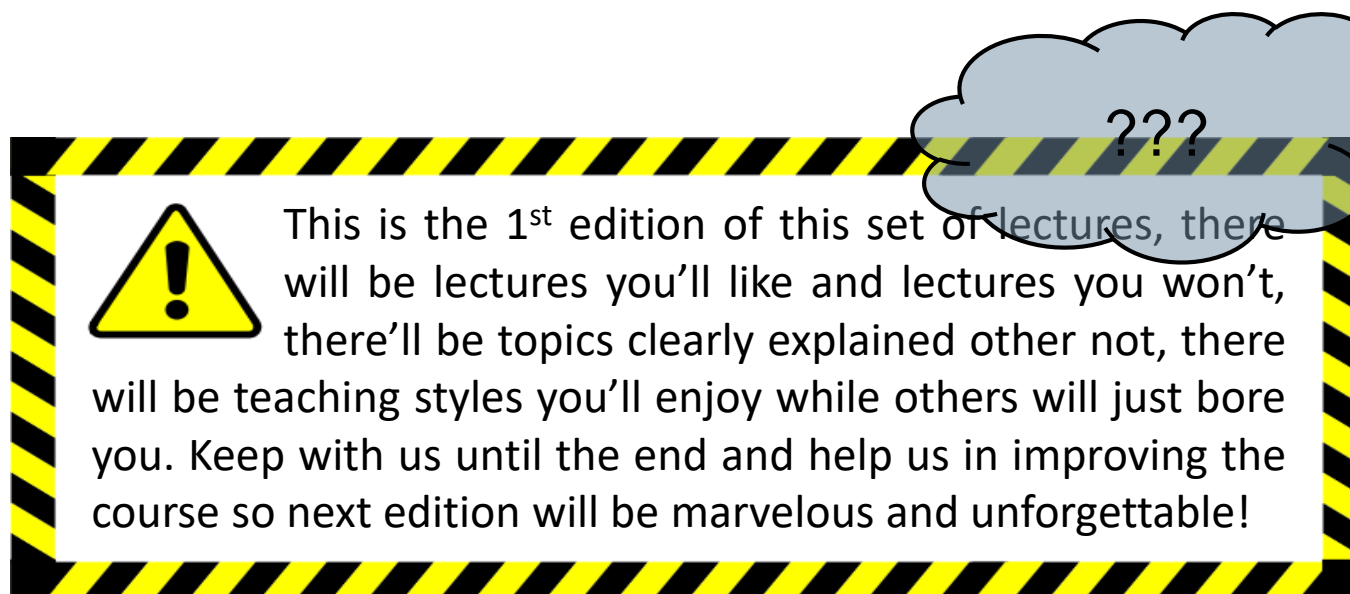 ???
This is the 1st edition of this set of lectures, there
will be lectures you'll like and lectures you won't,
there'll be topics clearly explained other not, there
will be teaching styles you'll enjoy while others will just bore
you. Keep with us until the end and help us in improving the
course so next edition will be marvelous and unforgettable!